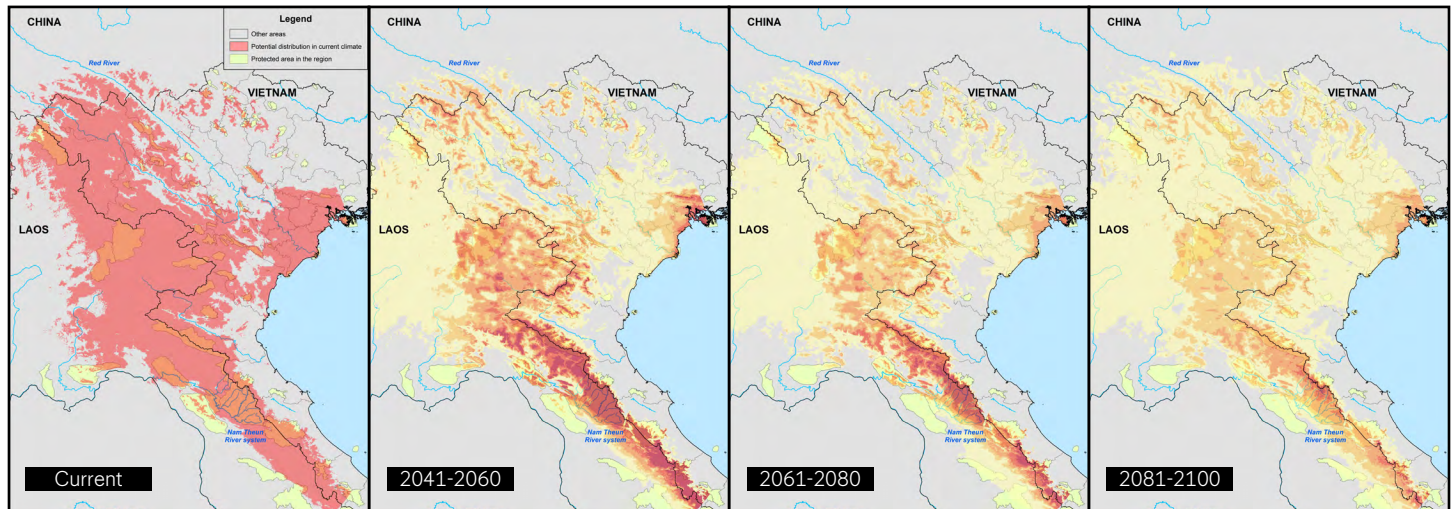 CHINA
Legend
Other areas
Potential distribution in current climate
Protected area in the region
Red River
VIETNAM
LAOS
Nam Theun
River system
Current
CHINA
Red River
VIETNAM
LAOS
Nam Theun
River system
2041-2060
CHINA
Red River
VIETNAM
LAOS
Nam Theun
River system
2061-2080
CHINA
Red River
VIETNAM
LAOS
Nam Theun
River system
2081-2100